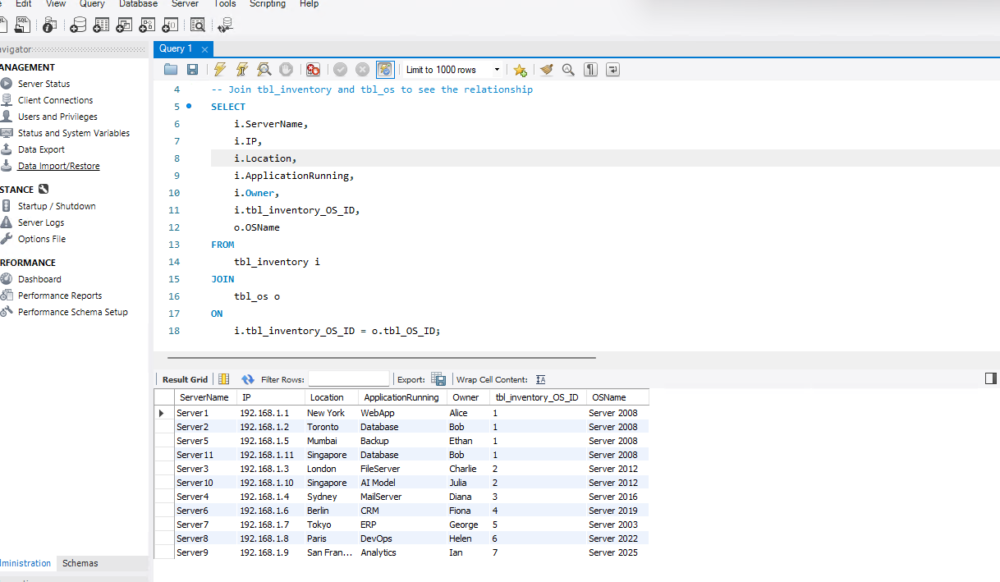 Edit View Query Database Server Tools Scripting Help
avigator
Query 1
ANAGEMENT
Server Status
Client Connections
Users and Privileges
Status and System Variables
Data Export
Data Import/Restore
STANCE
Startup / Shutdown
Server Logs
Options File
RFORMANCE
Dashboard
Performance Reports
Performance Schema Setup
dministration Schemas
Limit to 1000 rows
4 -- Join tbl_inventory and tbl_os to see the relationship
5 SELECT
6 i.ServerName,
7 i.IP,
8 i.Location,
9 i.ApplicationRunning,
10 i.Owner,
11 i.tbl_inventory_OS_ID,
12 o.OSName
13 FROM
14 tbl_inventory i
15 JOIN
16 tbl_os o
17 ON
18 i.tbl_inventory_OS_ID = o.tbl_OS_ID;
Result Grid Filter Rows: Export: Wrap Cell Content:
ServerName IP Location ApplicationRunning Owner tbl_inventory_OS_ID OSName
Server1 192.168.1.1 New York WebApp Alice 1 Server 2008
Server2 192.168.1.2 Toronto Database Bob 1 Server 2008
Server5 192.168.1.5 Mumbai Backup Ethan 1 Server 2008
Server11 192.168.1.11 Singapore Database Bob 1 Server 2008
Server3 192.168.1.3 London FileServer Charlie 2 Server 2012
Server10 192.168.1.10 Singapore AI Model Julia 2 Server 2012
Server4 192.168.1.4 Sydney MailServer Diana 3 Server 2016
Server6 192.168.1.6 Berlin CRM Fiona 4 Server 2019
Server7 192.168.1.7 Tokyo ERP George 5 Server 2003
Server8 192.168.1.8 Paris DevOps Helen 6 Server 2022
Server9 192.168.1.9 San Fran... Analytics Ian 7 Server 2025